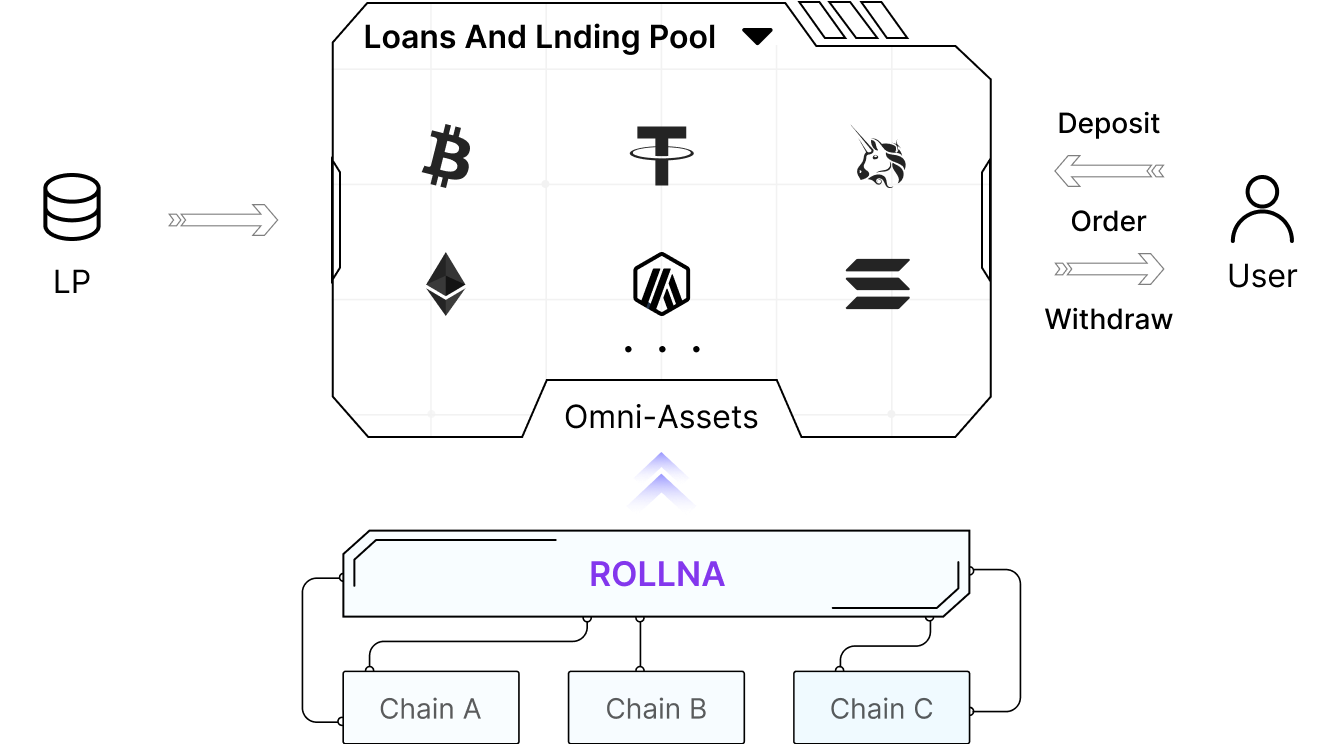 Loans And Lnding Pool
Deposit
Order
Withdraw
LP
User
Omni-Assets
ROLLNA
Chain A
Chain B
Chain C